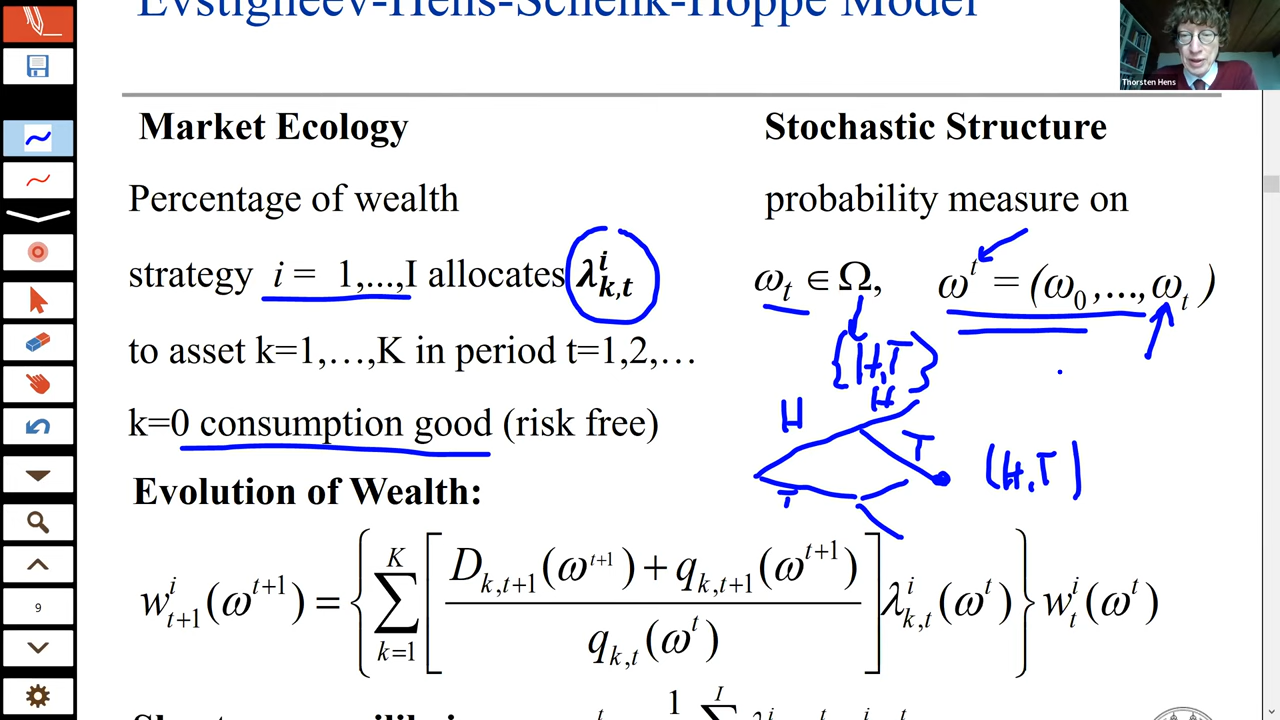 Evstigneev-Hens-Schenk-Hoppé Model
Thorsten Hens
Market Ecology
Percentage of wealth
strategy i = 1,...,I allocates λ^i_{k,t}
to asset k=1,…,K in period t=1,2,…
k=0 consumption good (risk free)
Stochastic Structure
probability measure on
ω_t ∈ Ω, ω^t = (ω_0,...,ω_t)
{H,T}
H H
T
T
(H,T)
Evolution of Wealth:
w^i_{t+1}(ω^{t+1}) = { ∑_{k=1}^{K} [ (D_{k,t+1}(ω^{t+1}) + q_{k,t+1}(ω^{t+1})) / q_{k,t}(ω^t) ] λ^i_{k,t}(ω^t) } w^i_t(ω^t)
9